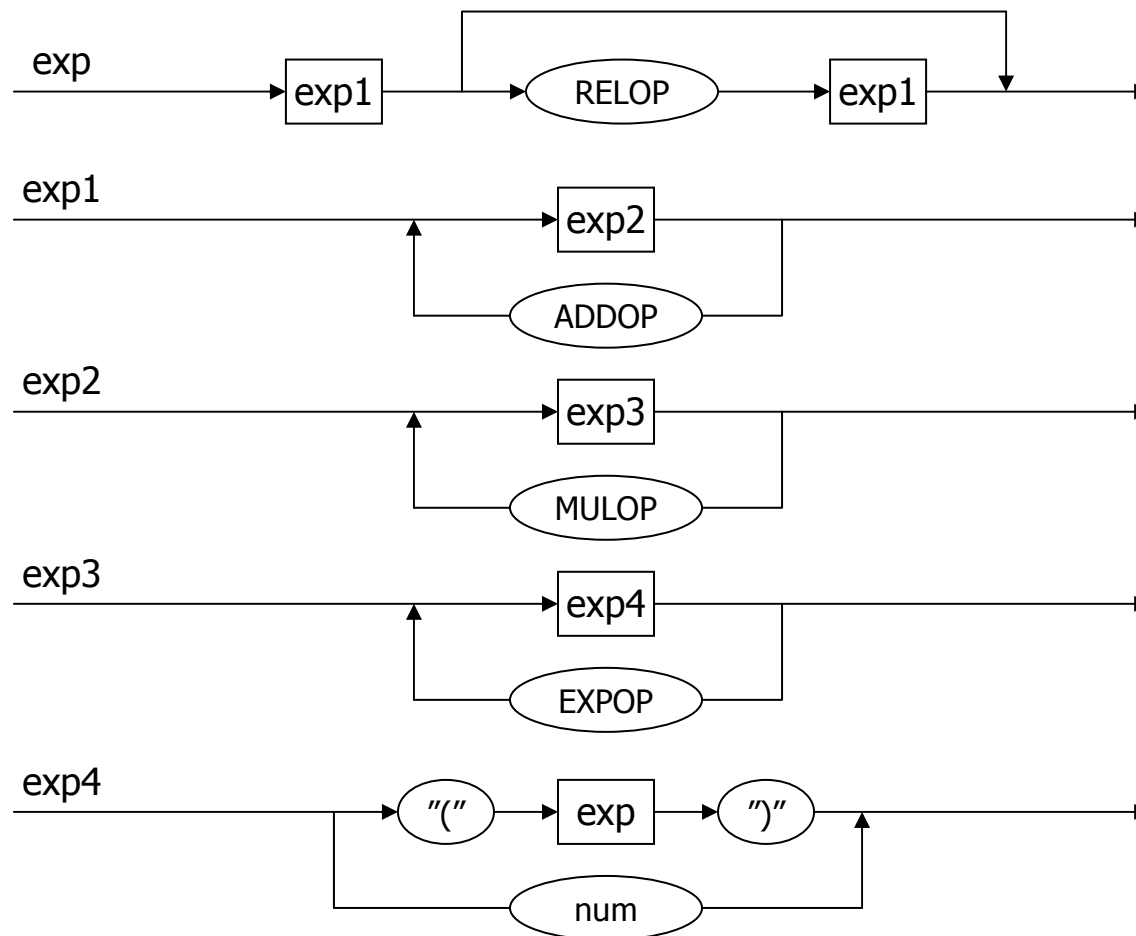 exp
exp1 RELOP exp1
exp1
exp2
ADDOP
exp2
exp3
MULOP
exp3
exp4
EXPOP
exp4
"(" exp ")"
num